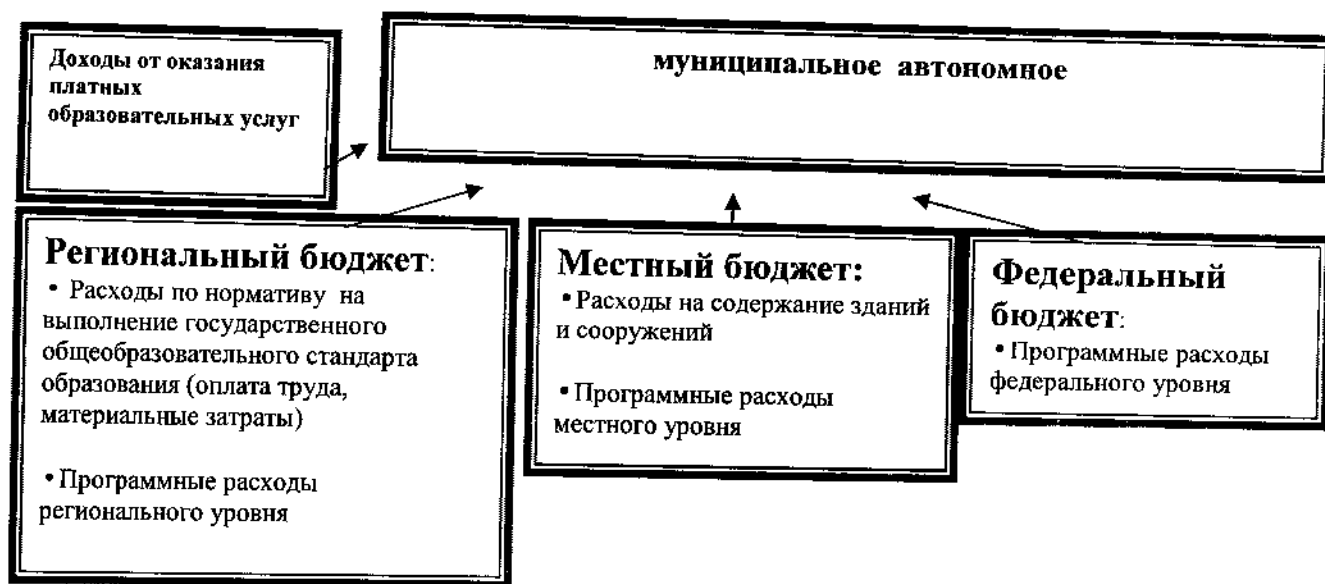 Доходы от оказания
платных
образовательных услуг
муниципальное автономное
Региональный бюджет:
• Расходы по нормативу на
выполнение государственного
общеобразовательного стандарта
образования (оплата труда,
материальные затраты)
• Программные расходы
регионального уровня
Местный бюджет:
• Расходы на содержание зданий
и сооружений
• Программные расходы
местного уровня
Федеральный
бюджет:
• Программные расходы
федерального уровня